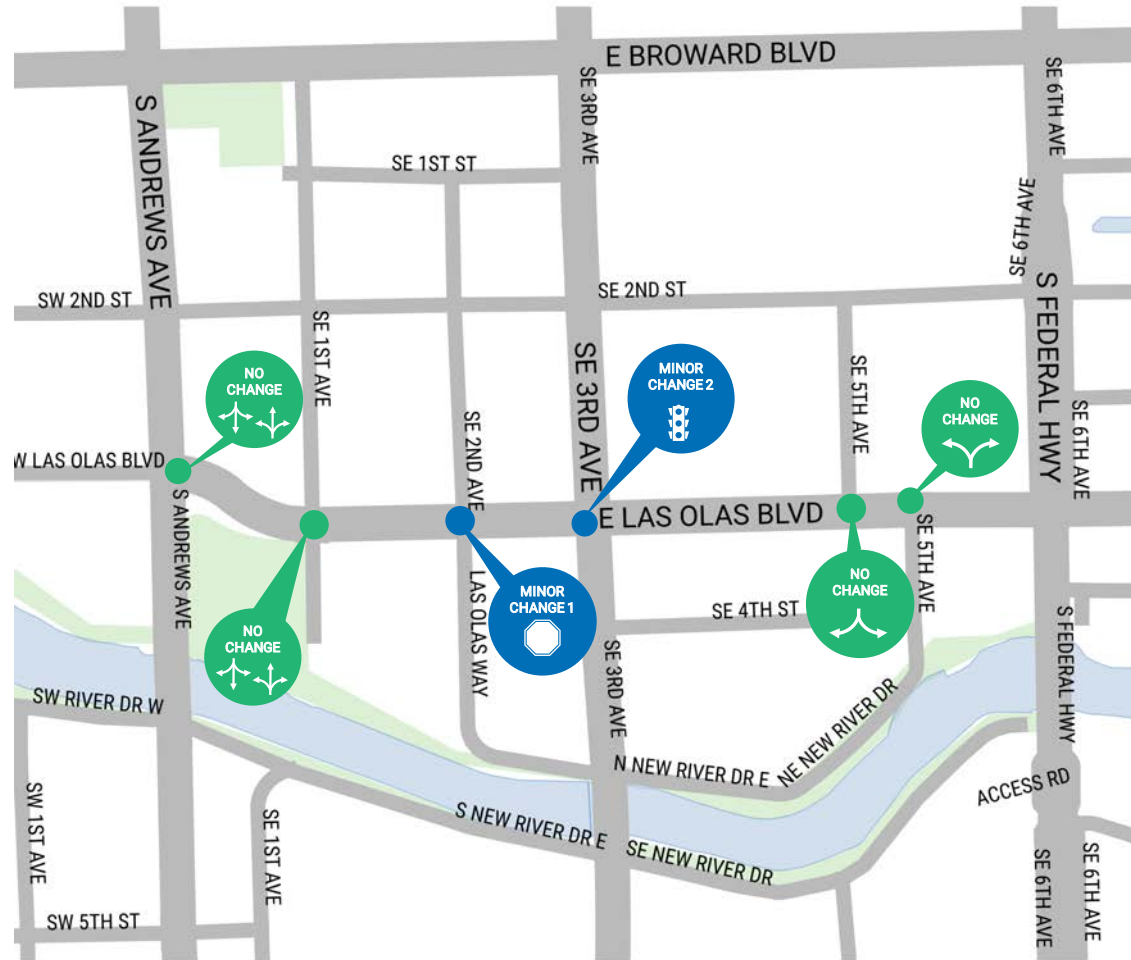 E BROWARD BLVD
S ANDREWS AVE
SE 3RD AVE
SE 6TH AVE
SE 1ST ST
SE 6TH AVE
SW 2ND ST
SE 2ND ST
S FEDERAL HWY
SE 1ST AVE
SE 3RD AVE
MINOR
CHANGE 2
NO
CHANGE
SE 5TH AVE
NO
CHANGE
SE 6TH AVE
SE 2ND AVE
W LAS OLAS BLVD
S ANDREWS AVE
E LAS OLAS BLVD
SE 5TH AVE
LAS OLAS WAY
MINOR
CHANGE 1
NO
CHANGE
SE 4TH ST
NO
CHANGE
S FEDERAL HWY
SE 3RD AVE
SW RIVER DR W
N NEW RIVER DR E
NE NEW RIVER DR
ACCESS RD
SW 1ST AVE
SE 1ST AVE
S NEW RIVER DR E
SE NEW RIVER DR
SE 6TH AVE
SE 6TH AVE
SW 5TH ST